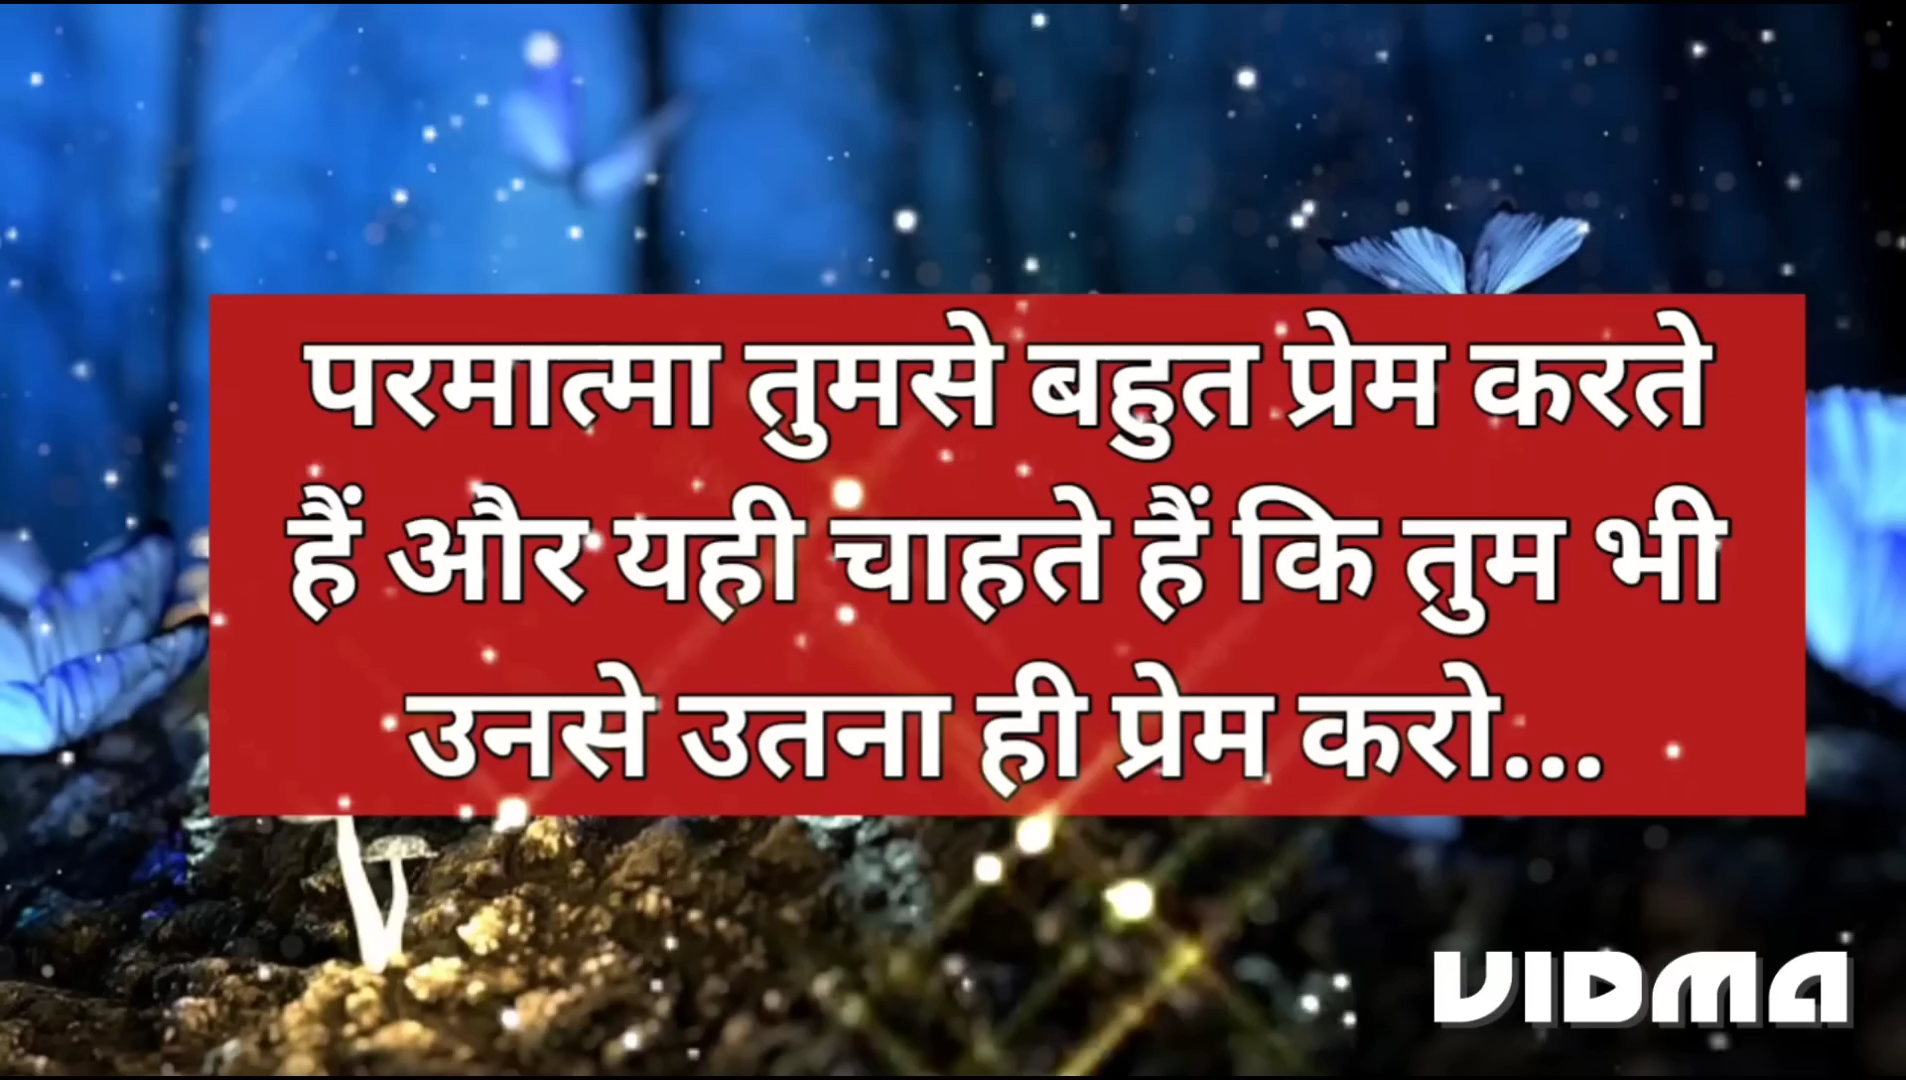 परमात्मा तुमसे बहुत प्रेम करते
हैं और यही चाहते हैं कि तुम भी
उनसे उतना ही प्रेम करो...
VIDMA